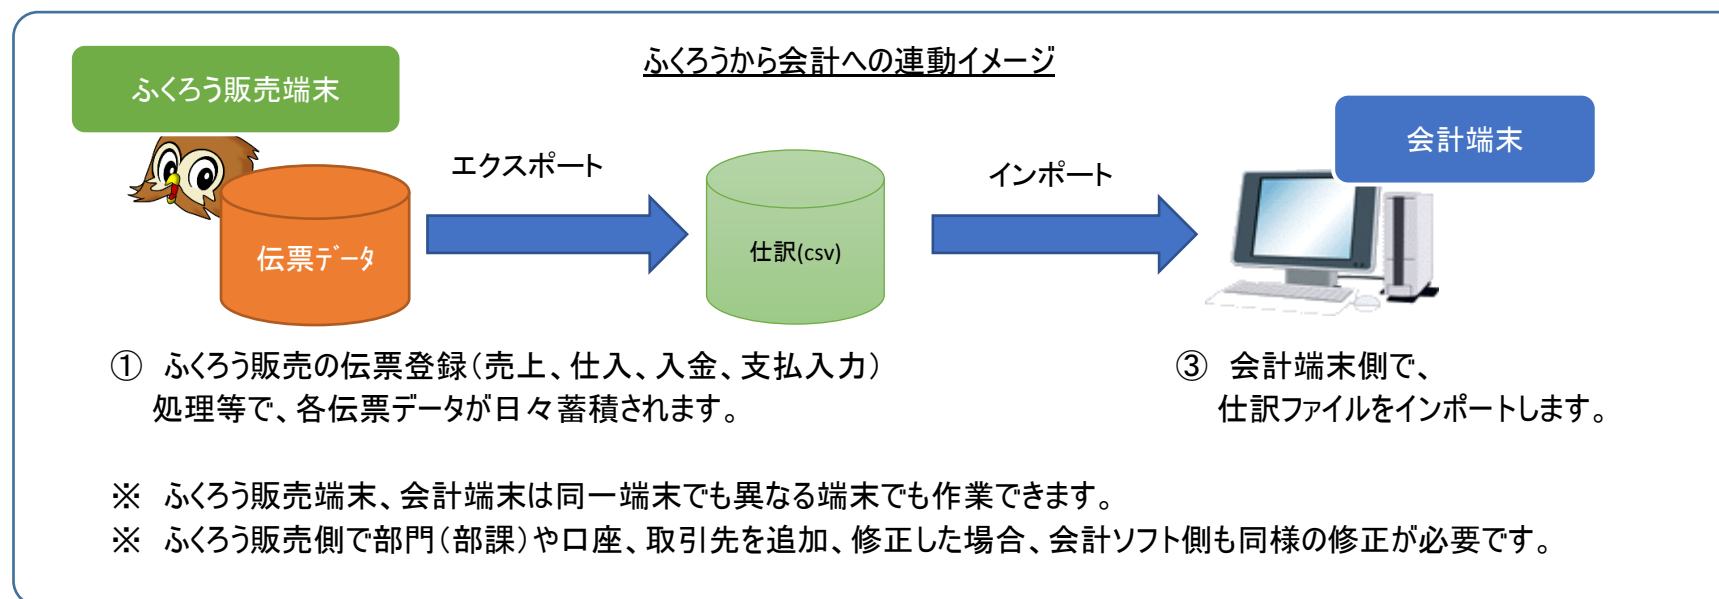 ふくろうから会計への連動イメージ
ふくろう販売端末
会計端末
エクスポート
インポート
伝票データ
仕訳(csv)
① ふくろう販売の伝票登録(売上、仕入、入金、支払入力)
処理等で、各伝票データが日々蓄積されます。
③ 会計端末側で、
仕訳ファイルをインポートします。
※ ふくろう販売端末、会計端末は同一端末でも異なる端末でも作業できます。
※ ふくろう販売側で部門(部課)や口座、取引先を追加、修正した場合、会計ソフト側も同様の修正が必要です。